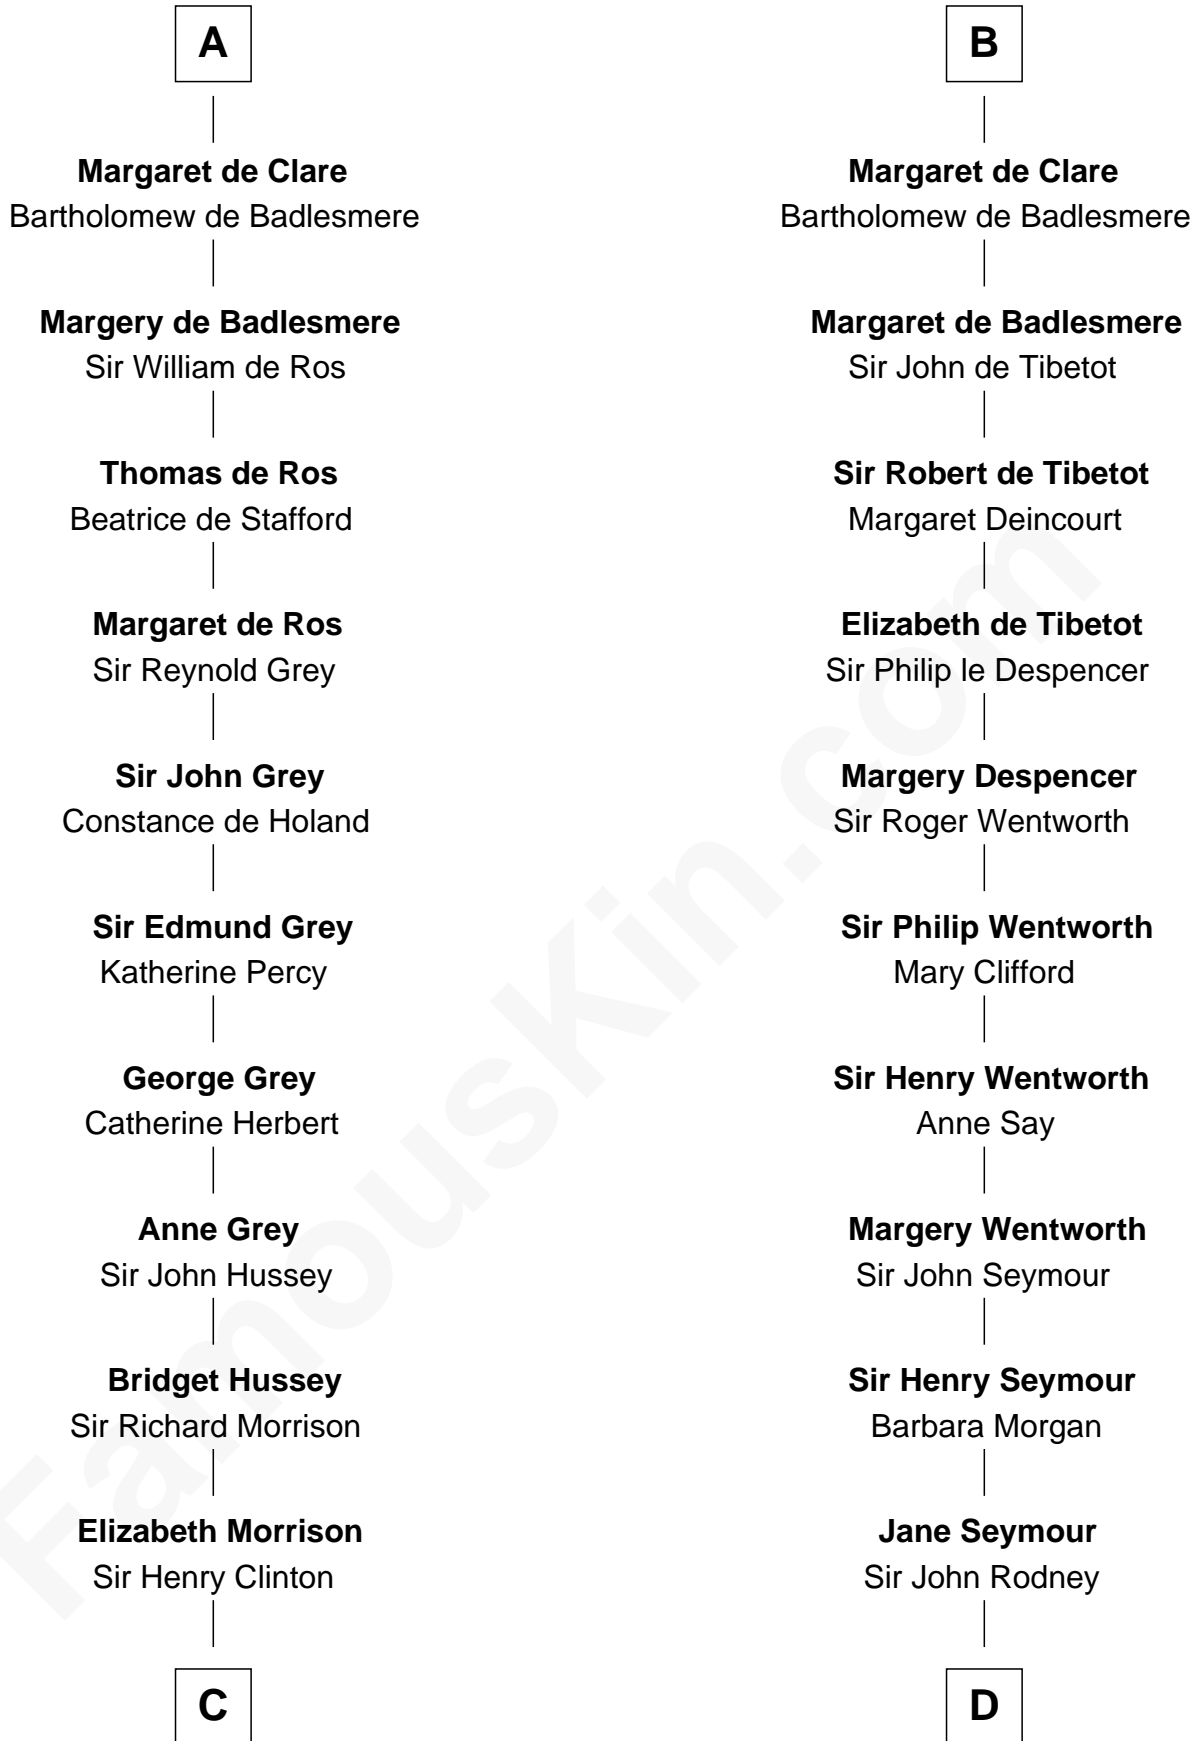 A
Margaret de Clare
Bartholomew de Badlesmere
Margery de Badlesmere
Sir William de Ros
Thomas de Ros
Beatrice de Stafford
Margaret de Ros
Sir Reynold Grey
Sir John Grey
Constance de Holand
Sir Edmund Grey
Katherine Percy
George Grey
Catherine Herbert
Anne Grey
Sir John Hussey
Bridget Hussey
Sir Richard Morrison
Elizabeth Morrison
Sir Henry Clinton
C
B
Margaret de Clare
Bartholomew de Badlesmere
Margaret de Badlesmere
Sir John de Tibetot
Sir Robert de Tibetot
Margaret Deincourt
Elizabeth de Tibetot
Sir Philip le Despencer
Margery Despencer
Sir Roger Wentworth
Sir Philip Wentworth
Mary Clifford
Sir Henry Wentworth
Anne Say
Margery Wentworth
Sir John Seymour
Sir Henry Seymour
Barbara Morgan
Jane Seymour
Sir John Rodney
D
FamousKin.com